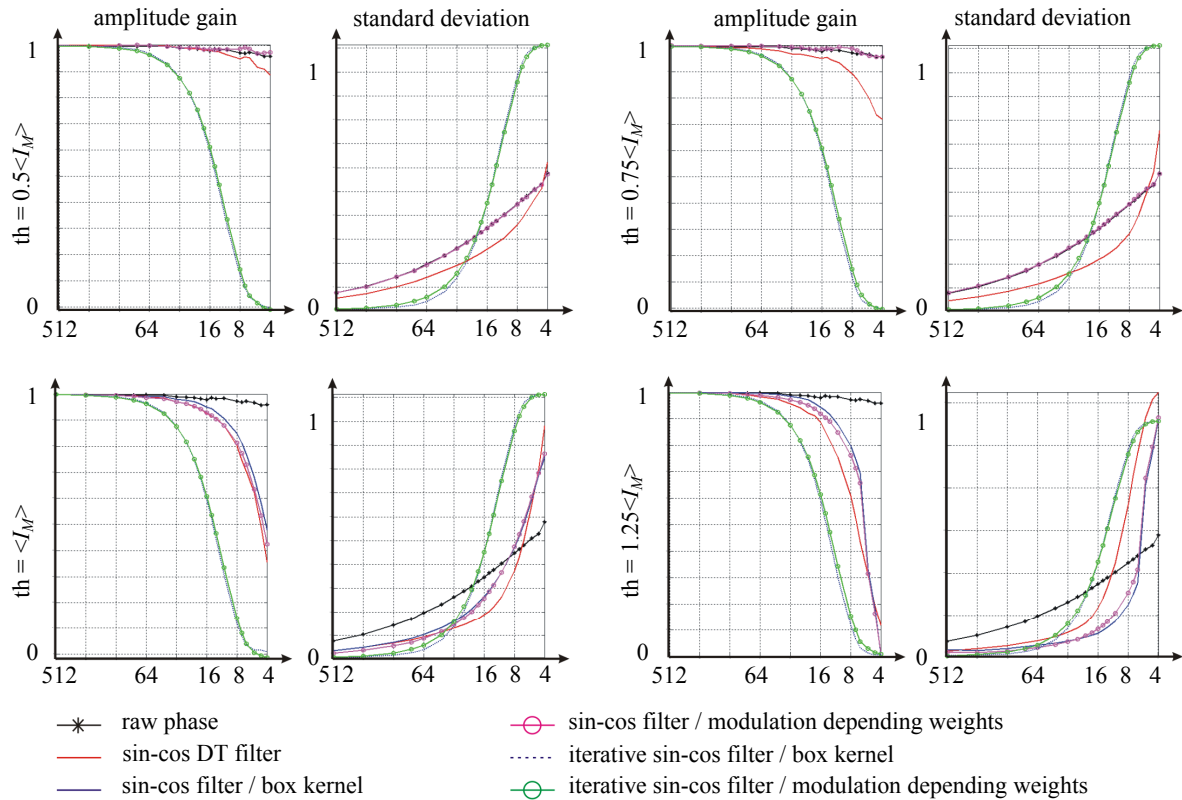 amplitude gain standard deviation amplitude gain standard deviation
1 1 1 1
th = 0.5<I_M> th = 0.75<I_M>
0 0 0 0
512 64 16 8 4 512 64 16 8 4 512 64 16 8 4 512 64 16 8 4
1 1 1 1
th = <I_M> th = 1.25<I_M>
0 0 0 0
512 64 16 8 4 512 64 16 8 4 512 64 16 8 4 512 64 16 8 4
raw phase
sin-cos DT filter
sin-cos filter / box kernel
sin-cos filter / modulation depending weights
iterative sin-cos filter / box kernel
iterative sin-cos filter / modulation depending weights